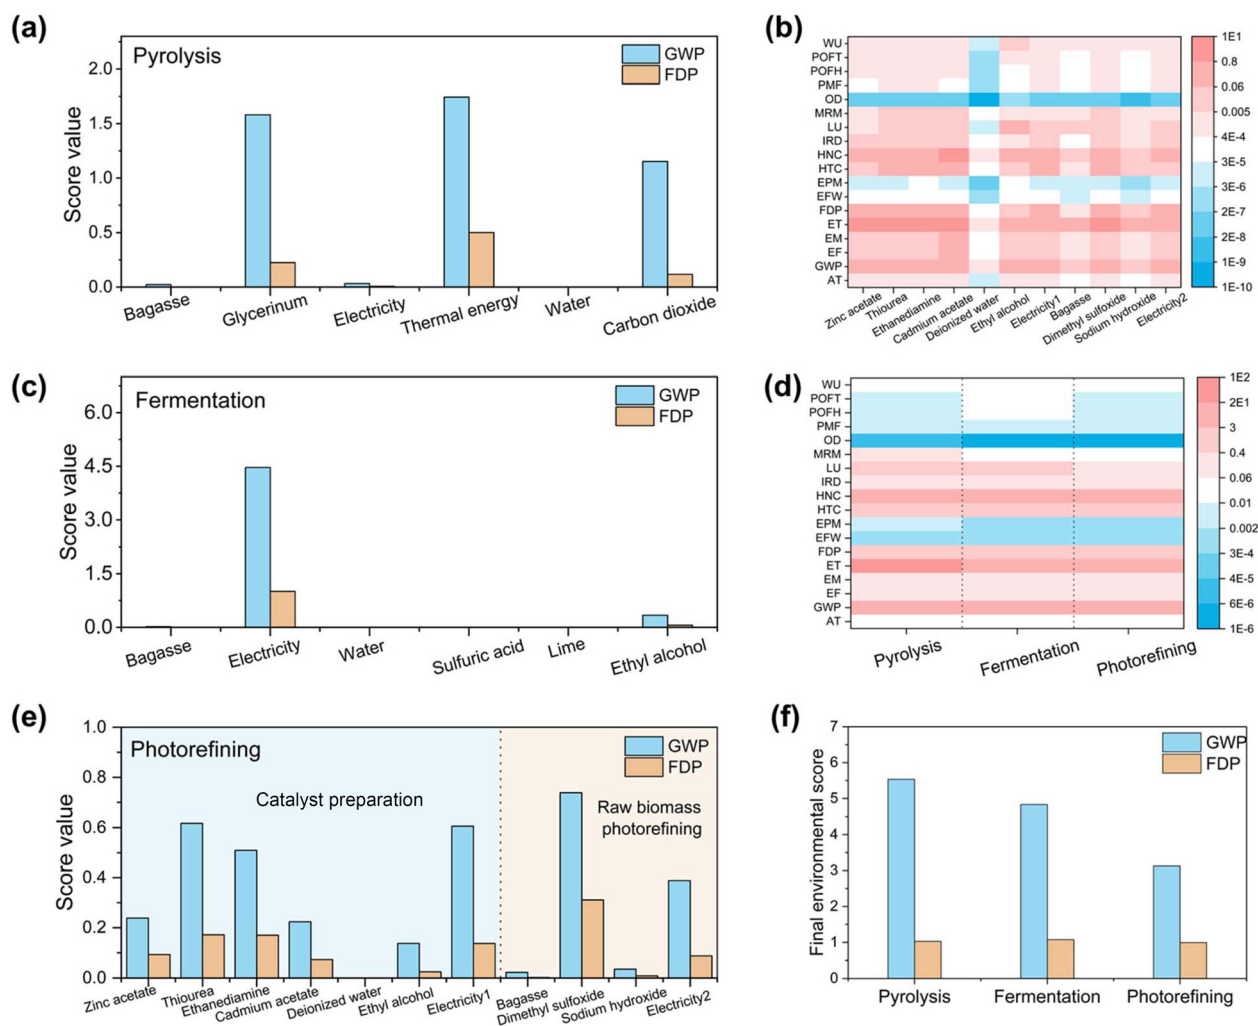 (a)
Pyrolysis
GWP
FDP
Score value
2.0
1.5
1.0
0.5
0.0
Bagasse
Glycerinum
Electricity
Thermal energy
Water
Carbon dioxide
(b)
WU
POFT
POFH
PMF
OD
MRM
LU
IRD
HNC
HTC
EPM
EFW
FDP
ET
EM
EF
GWP
AT
Zinc acetate
Thiourea
Ethanediamine
Cadmium acetate
Deionized water
Ethyl alcohol
Electricity1
Bagasse
Dimethyl sulfoxide
Sodium hydroxide
Electricity2
1E1
0.8
0.06
0.005
4E-4
3E-5
3E-6
2E-7
2E-8
1E-9
1E-10
(c)
Fermentation
GWP
FDP
Score value
6.0
4.5
3.0
1.5
0.0
Bagasse
Electricity
Water
Sulfuric acid
Lime
Ethyl alcohol
(d)
WU
POFT
POFH
PMF
OD
MRM
LU
IRD
HNC
HTC
EPM
EFW
FDP
ET
EM
EF
GWP
AT
Pyrolysis
Fermentation
Photorefining
1E2
2E1
3
0.4
0.06
0.01
0.002
3E-4
4E-5
6E-6
1E-6
(e)
Photorefining
Catalyst preparation
GWP
FDP
Raw biomass
photorefining
Score value
1.0
0.8
0.6
0.4
0.2
0.0
Zinc acetate
Thiourea
Ethanediamine
Cadmium acetate
Deionized water
Ethyl alcohol
Electricity1
Bagasse
Dimethyl sulfoxide
Sodium hydroxide
Electricity2
(f)
GWP
FDP
Final environmental score
7
6
5
4
3
2
1
0
Pyrolysis
Fermentation
Photorefining